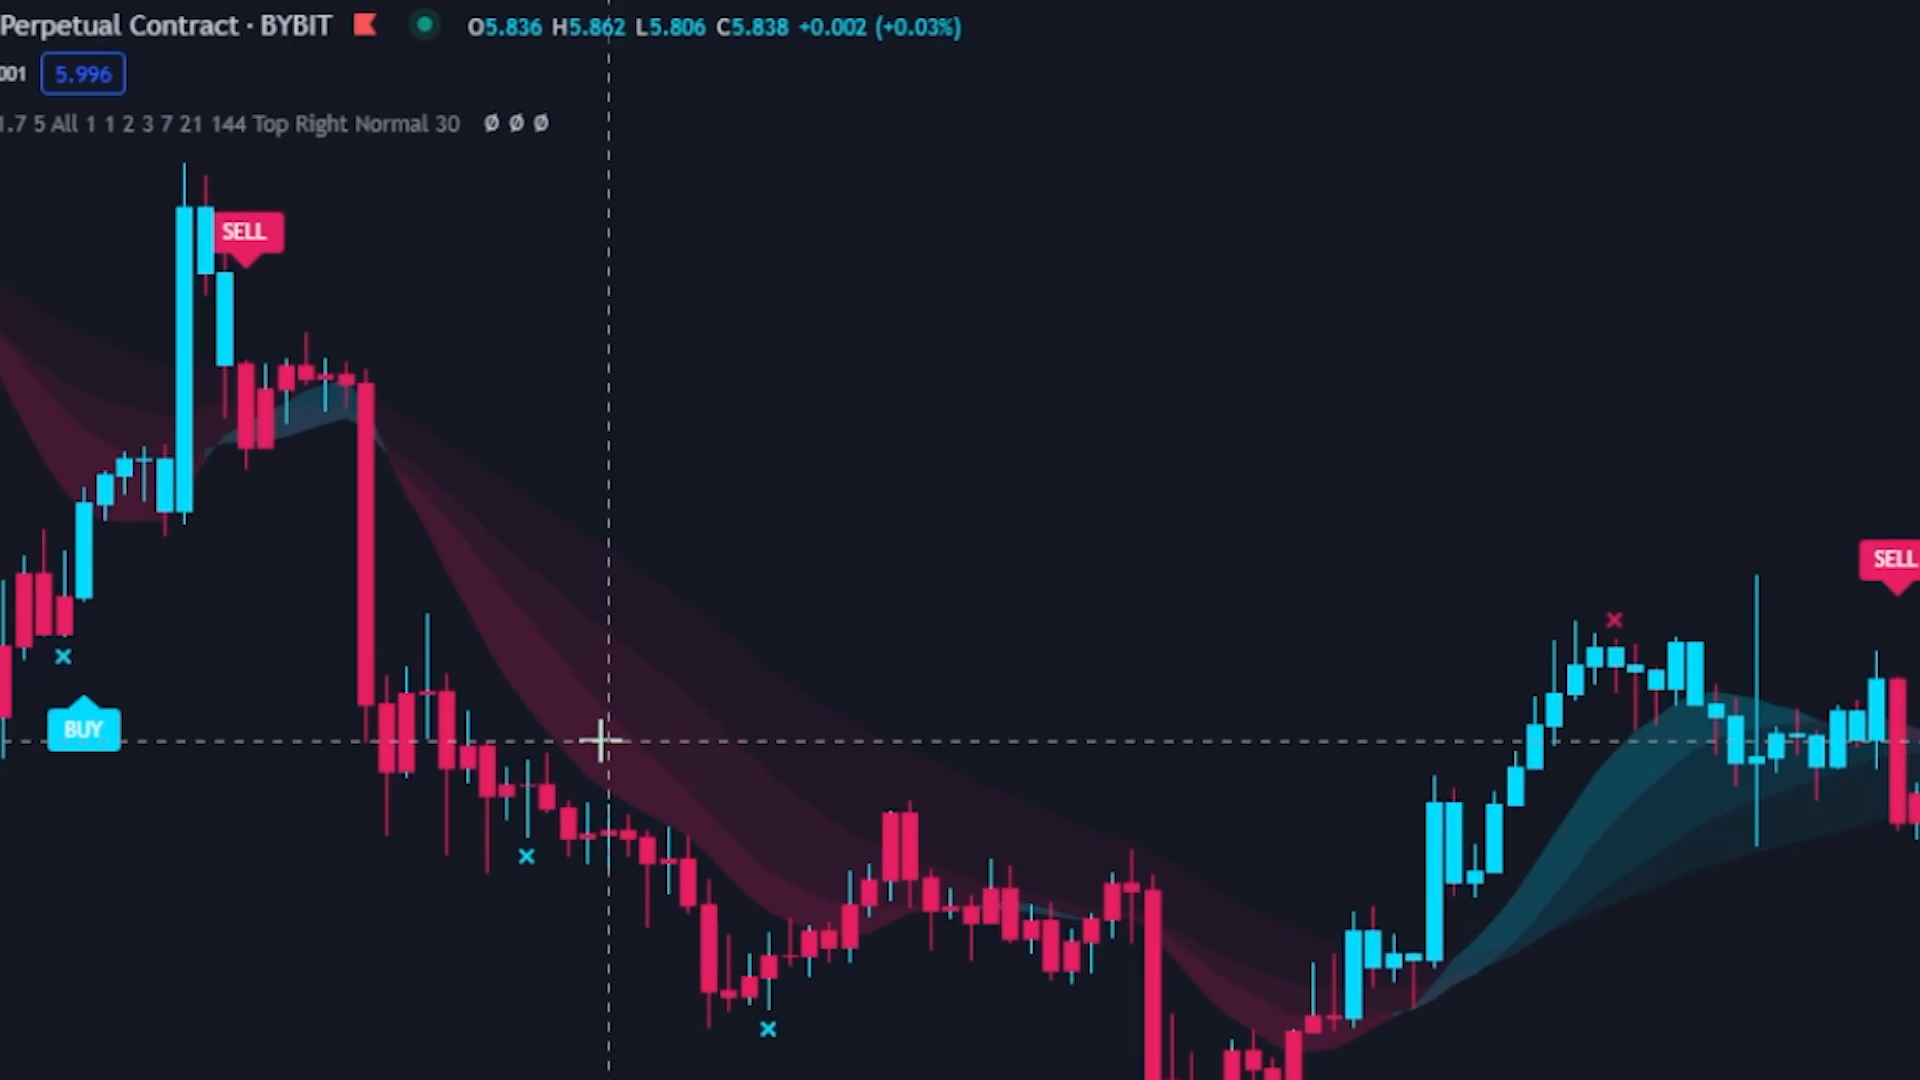 Perpetual Contract · BYBIT O5.836 H5.862 L5.806 C5.838 +0.002 (+0.03%)
001 5.996
1.7 5 All 1 1 2 3 7 21 144 Top Right Normal 30 Ø Ø Ø
SELL
SELL
BUY